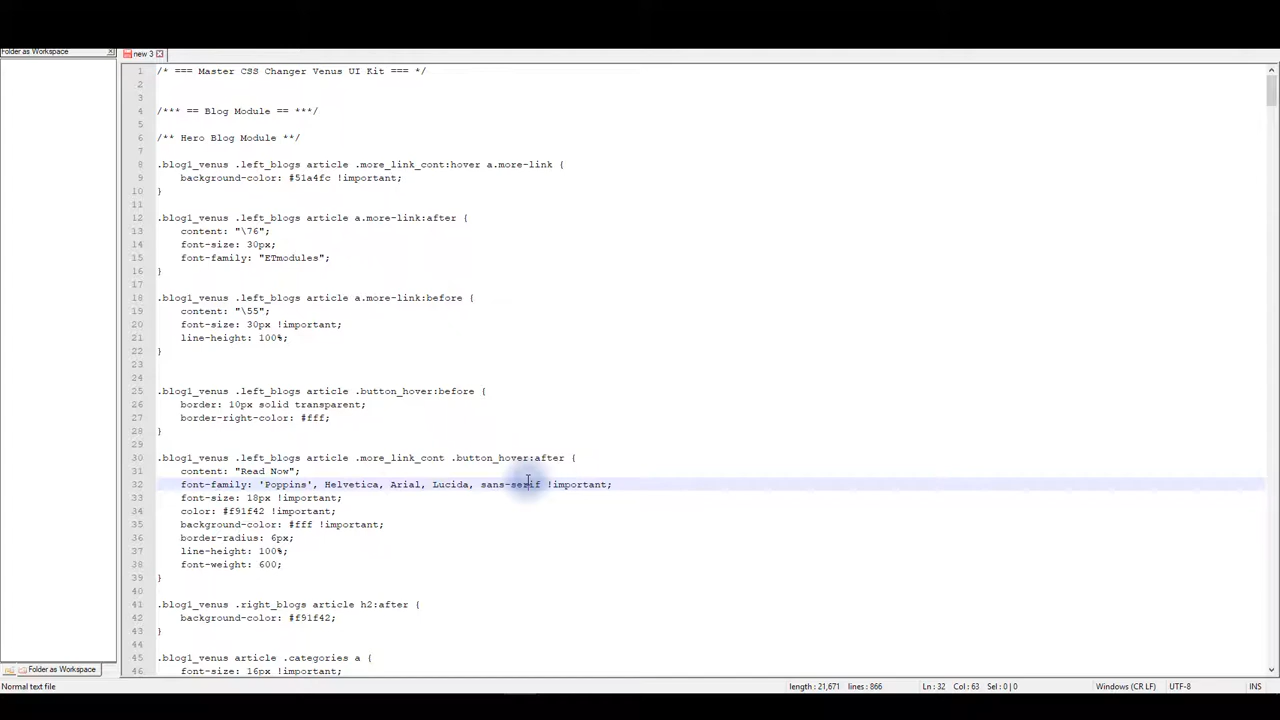 Folder as Workspace
new 3
1 /* === Master CSS Changer Venus UI Kit === */
2
3
4 /*** == Blog Module == ***/
5
6 /** Hero Blog Module **/
7
8 .blog1_venus .left_blogs article .more_link_cont:hover a.more-link {
9 background-color: #51a4fc !important;
10 }
11
12 .blog1_venus .left_blogs article a.more-link:after {
13 content: "\76";
14 font-size: 30px;
15 font-family: "ETmodules";
16 }
17
18 .blog1_venus .left_blogs article a.more-link:before {
19 content: "\55";
20 font-size: 30px !important;
21 line-height: 100%;
22 }
23
24
25 .blog1_venus .left_blogs article .button_hover:before {
26 border: 10px solid transparent;
27 border-right-color: #fff;
28 }
29
30 .blog1_venus .left_blogs article .more_link_cont .button_hover:after {
31 content: "Read Now";
32 font-family: 'Poppins', Helvetica, Arial, Lucida, sans-serif !important;
33 font-size: 18px !important;
34 color: #f91f42 !important;
35 background-color: #fff !important;
36 border-radius: 6px;
37 line-height: 100%;
38 font-weight: 600;
39 }
40
41 .blog1_venus .right_blogs article h2:after {
42 background-color: #f91f42;
43 }
44
45 .blog1_venus article .categories a {
46 font-size: 16px !important;
Folder as Workspace
Normal text file length : 21,671 lines : 866 Ln : 32 Col : 63 Sel : 0 | 0 Windows (CR LF) UTF-8 INS